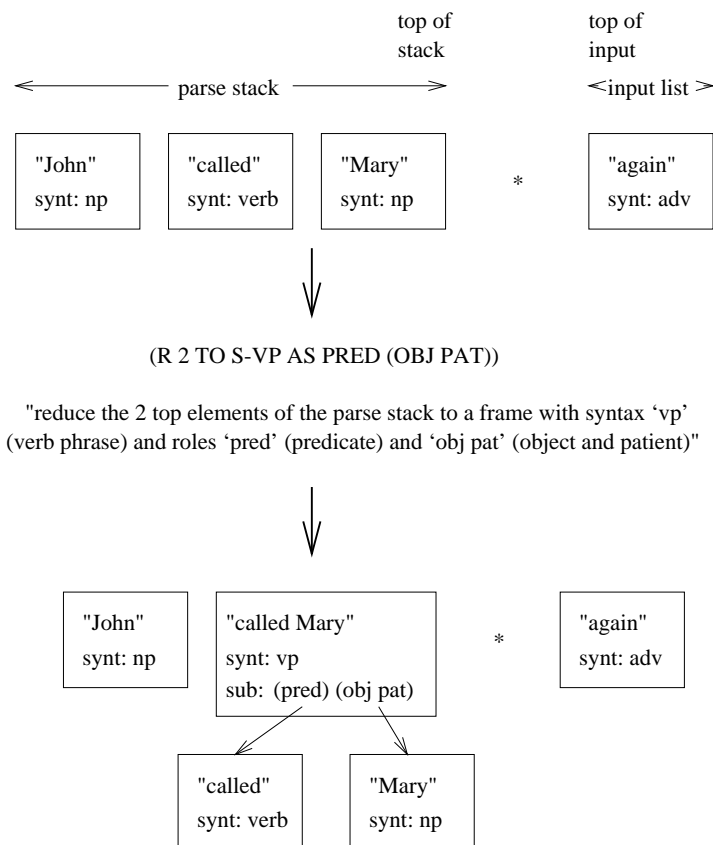 top of
stack
top of
input
parse stack
input list
"John"
synt: np
"called"
synt: verb
"Mary"
synt: np
*
"again"
synt: adv
(R 2 TO S-VP AS PRED (OBJ PAT))
"reduce the 2 top elements of the parse stack to a frame with syntax ‘vp’
(verb phrase) and roles ‘pred’ (predicate) and ‘obj pat’ (object and patient)"
"John"
synt: np
"called Mary"
synt: vp
sub: (pred) (obj pat)
*
"again"
synt: adv
"called"
synt: verb
"Mary"
synt: np